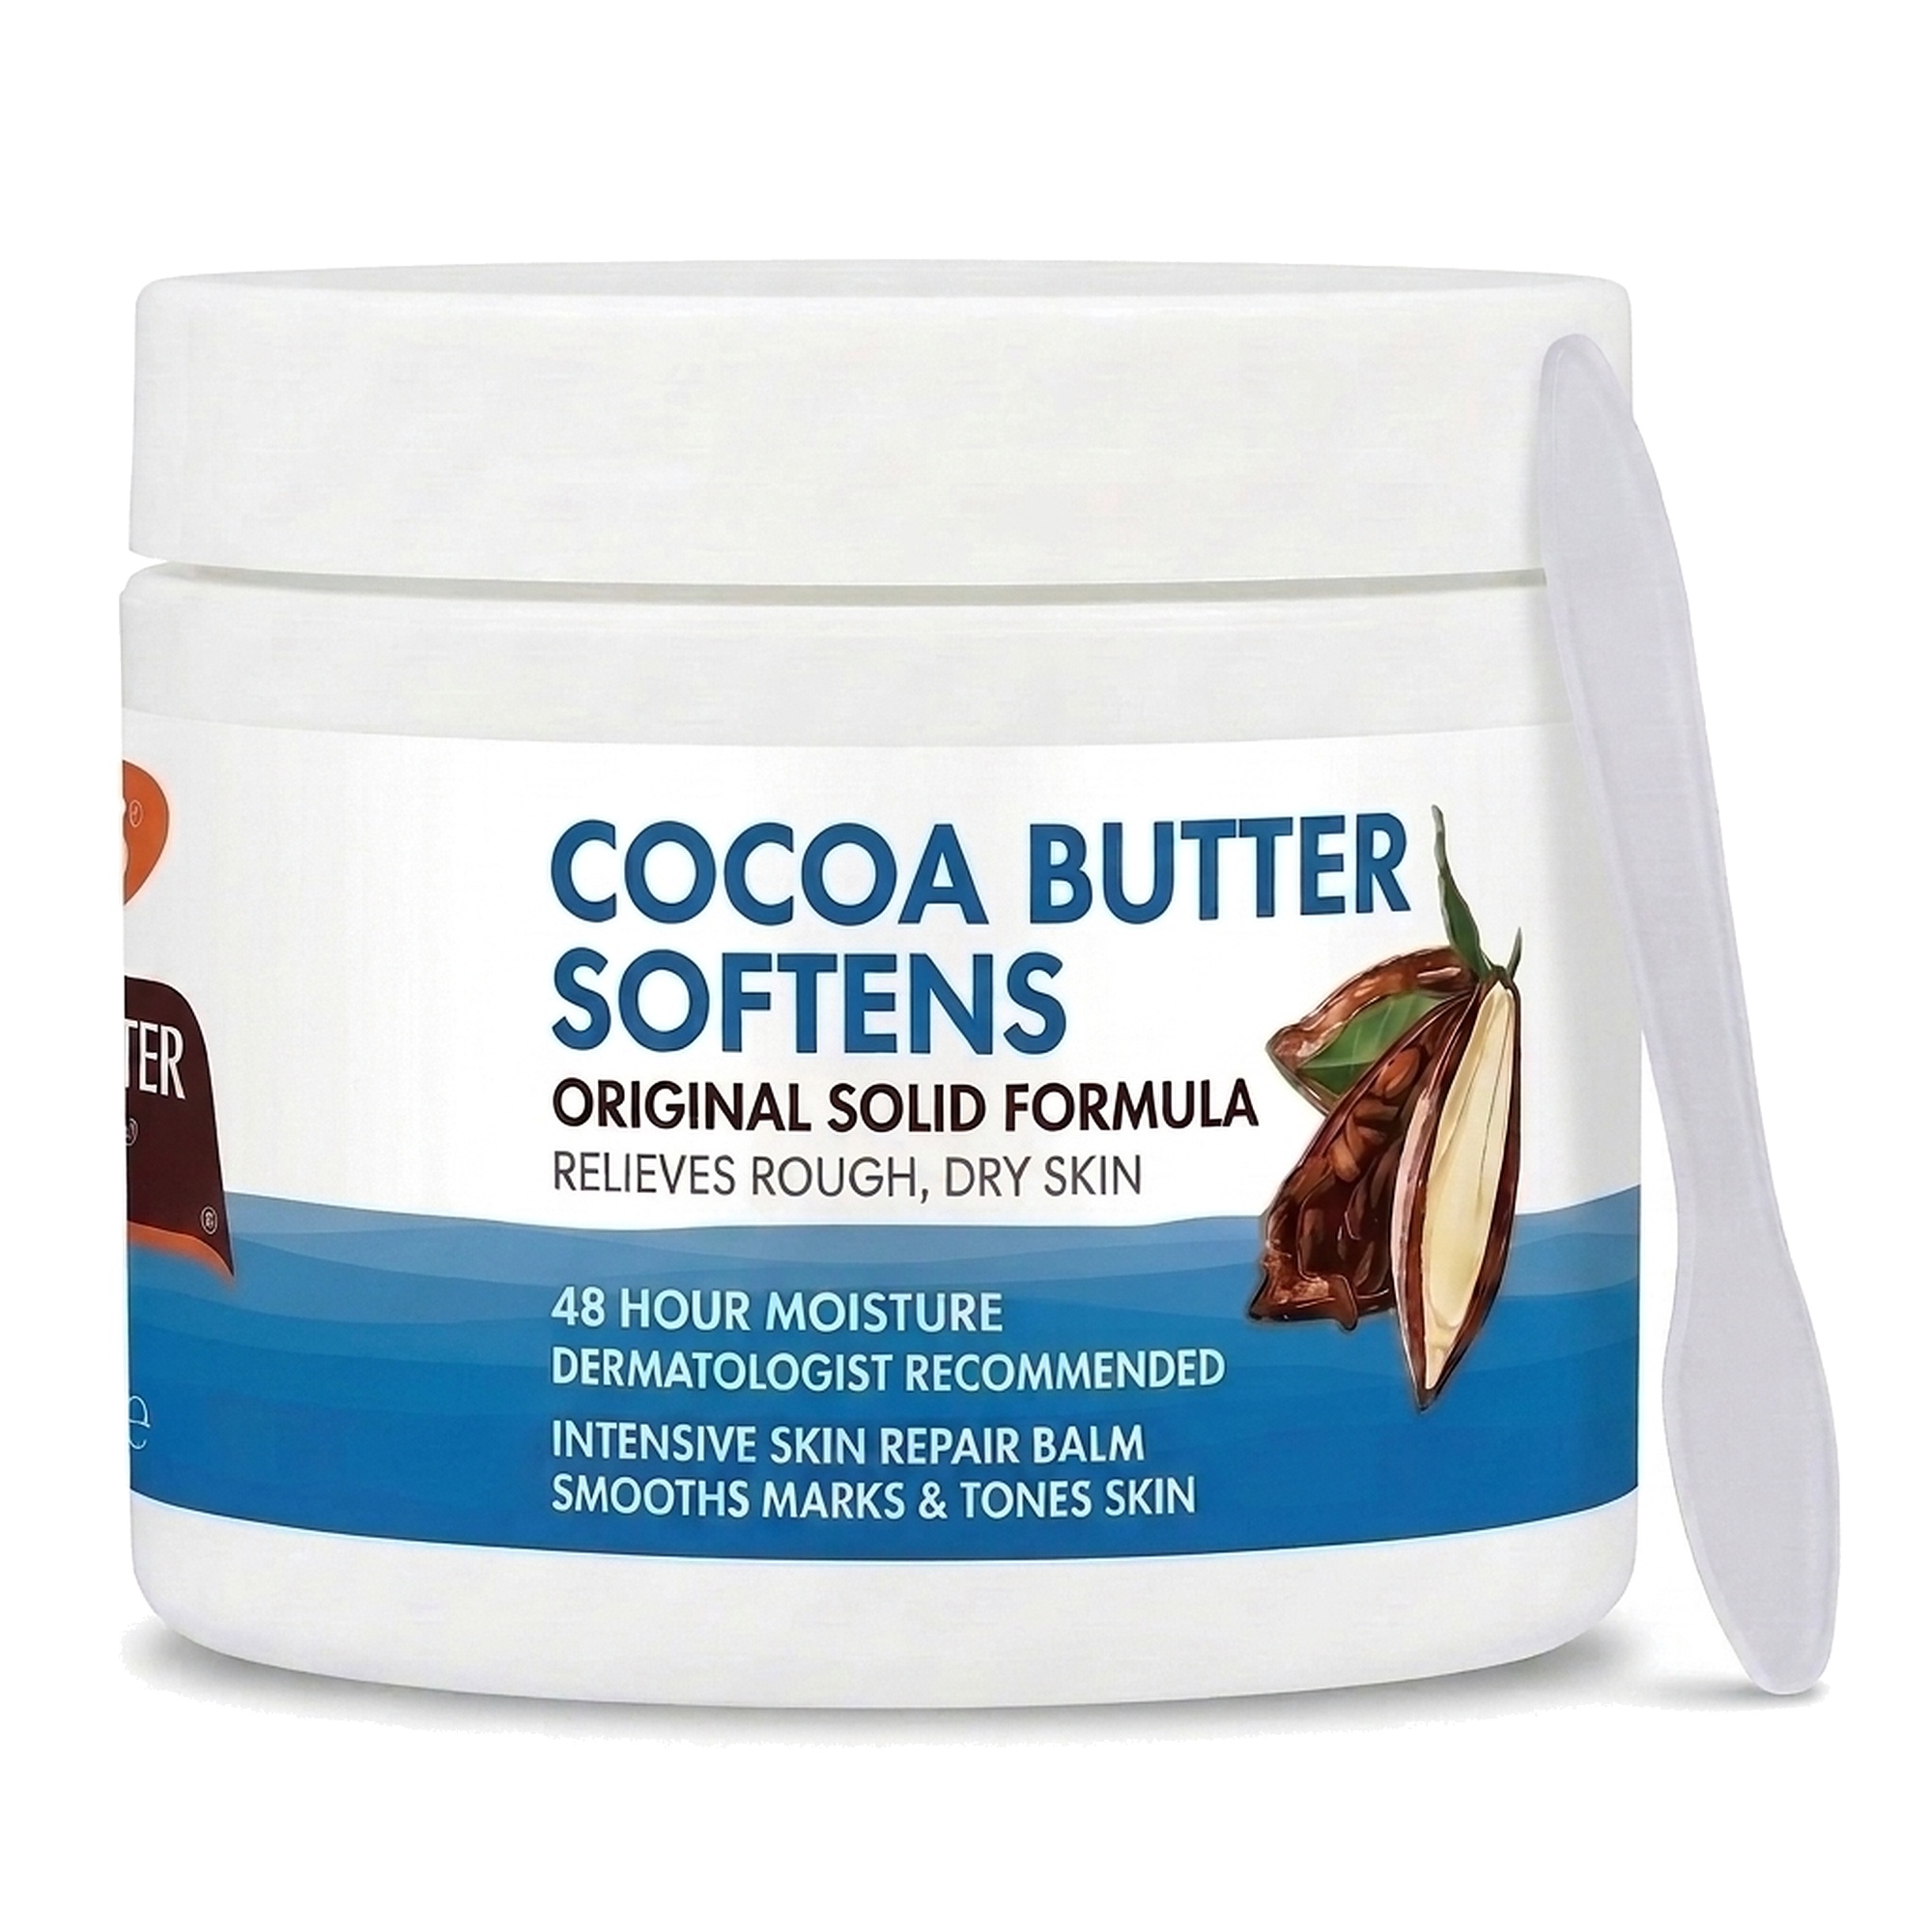 COCOA BUTTER
SOFTENS
ORIGINAL SOLID FORMULA
RELIEVES ROUGH, DRY SKIN
48 HOUR MOISTURE
DERMATOLOGIST RECOMMENDED
INTENSIVE SKIN REPAIR BALM
SMOOTHS MARKS & TONES SKIN
TER
®
e